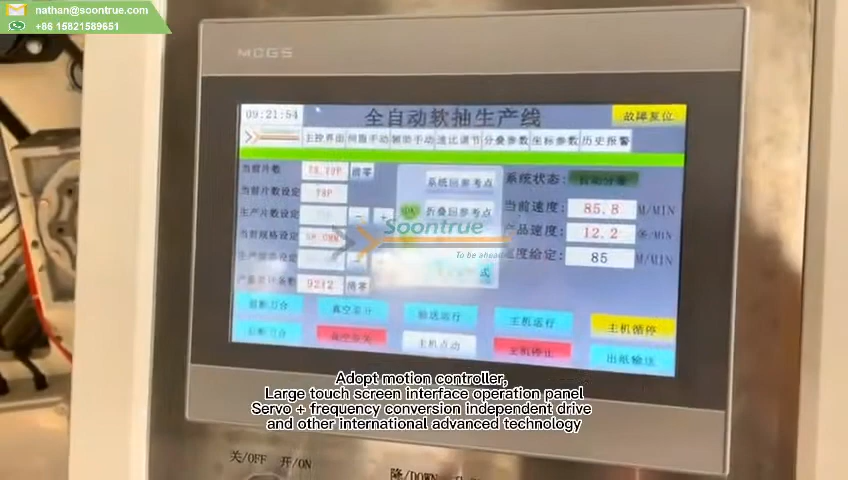 nathan@soontrue.com
+86 15821589651
MCGS
09:21:54
全自动软抽生产线
故障复位
主控界面 伺服手动 辅助手动 速比调节 分叠参数 坐标参数 历史报警
当前片数
清零
系统回参考点
系统状态:
当前片数设定
折叠回参考点
当前速度: 85.8 M/MIN
生产片数设定 - +
Soontrue
To be ahead
产品速度: 12.2
当前规格设定
速度给定: 85 M/MIN
9212 清零
真空泵开
输送运行
主机运行
主机循停
主机点动
主机停止
出纸输送
Adopt motion controller,
Large touch screen interface operation panel
Servo + frequency conversion independent drive
and other international advanced technology
关/OFF 开/ON
降/DOWN